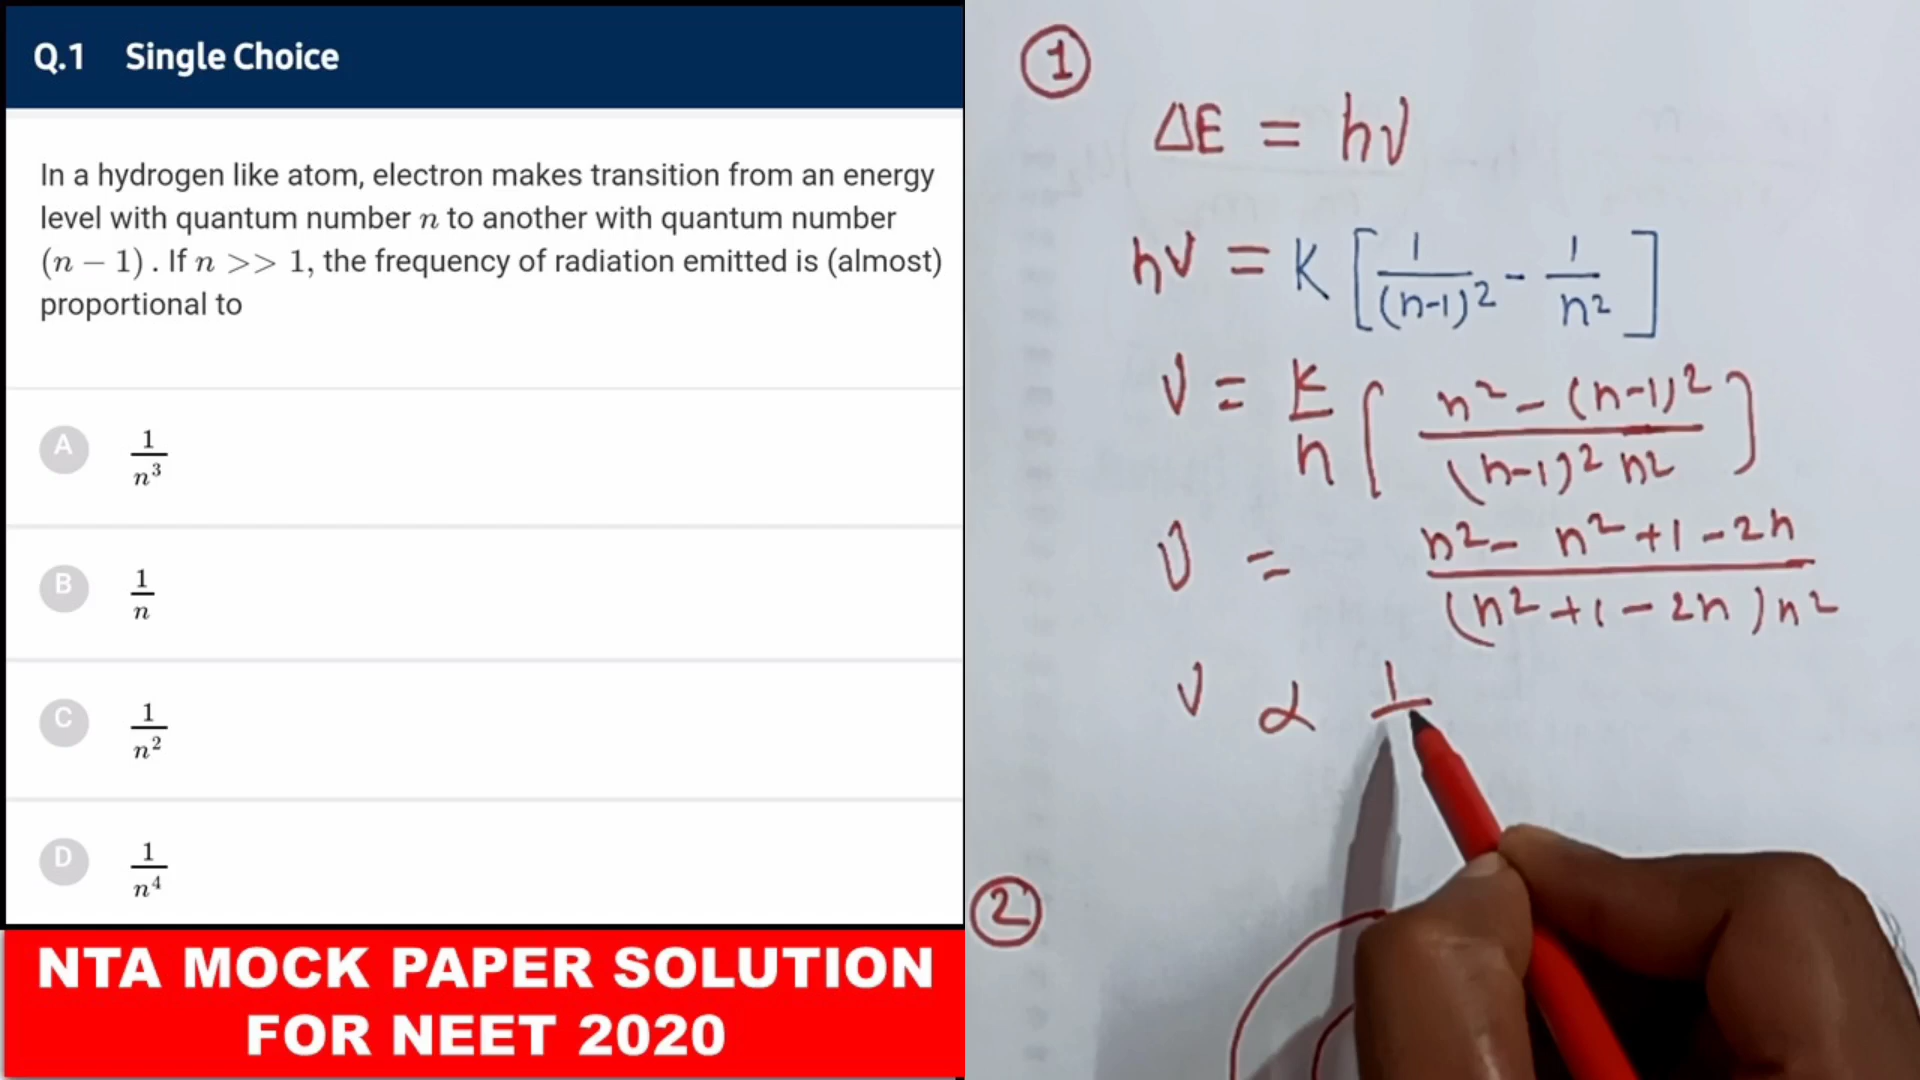 Q.1 Single Choice
In a hydrogen like atom, electron makes transition from an energy
level with quantum number n to another with quantum number
(n − 1) . If n >> 1, the frequency of radiation emitted is (almost)
proportional to
A 1/n³
B 1/n
C 1/n²
D 1/n⁴
NTA MOCK PAPER SOLUTION
FOR NEET 2020
1
ΔE = hν
hν = K [ 1/(n-1)² - 1/n² ]
ν = K/h [ n² - (n-1)² / (n-1)² n² ]
ν = n² - n² + 1 - 2n / (n² + 1 - 2n) n²
ν ∝ 1/
2